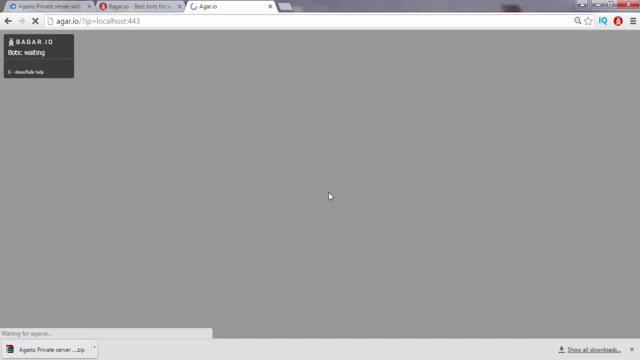 Agario Private server with
Bagar.io - Best bots for a
Agar.io
agar.io/?ip=localhost:443
IQ
BAGAR.IO
Bots: waiting
G - show/hide help
Waiting for agar.io...
Agario Private server ....zip
Show all downloads...